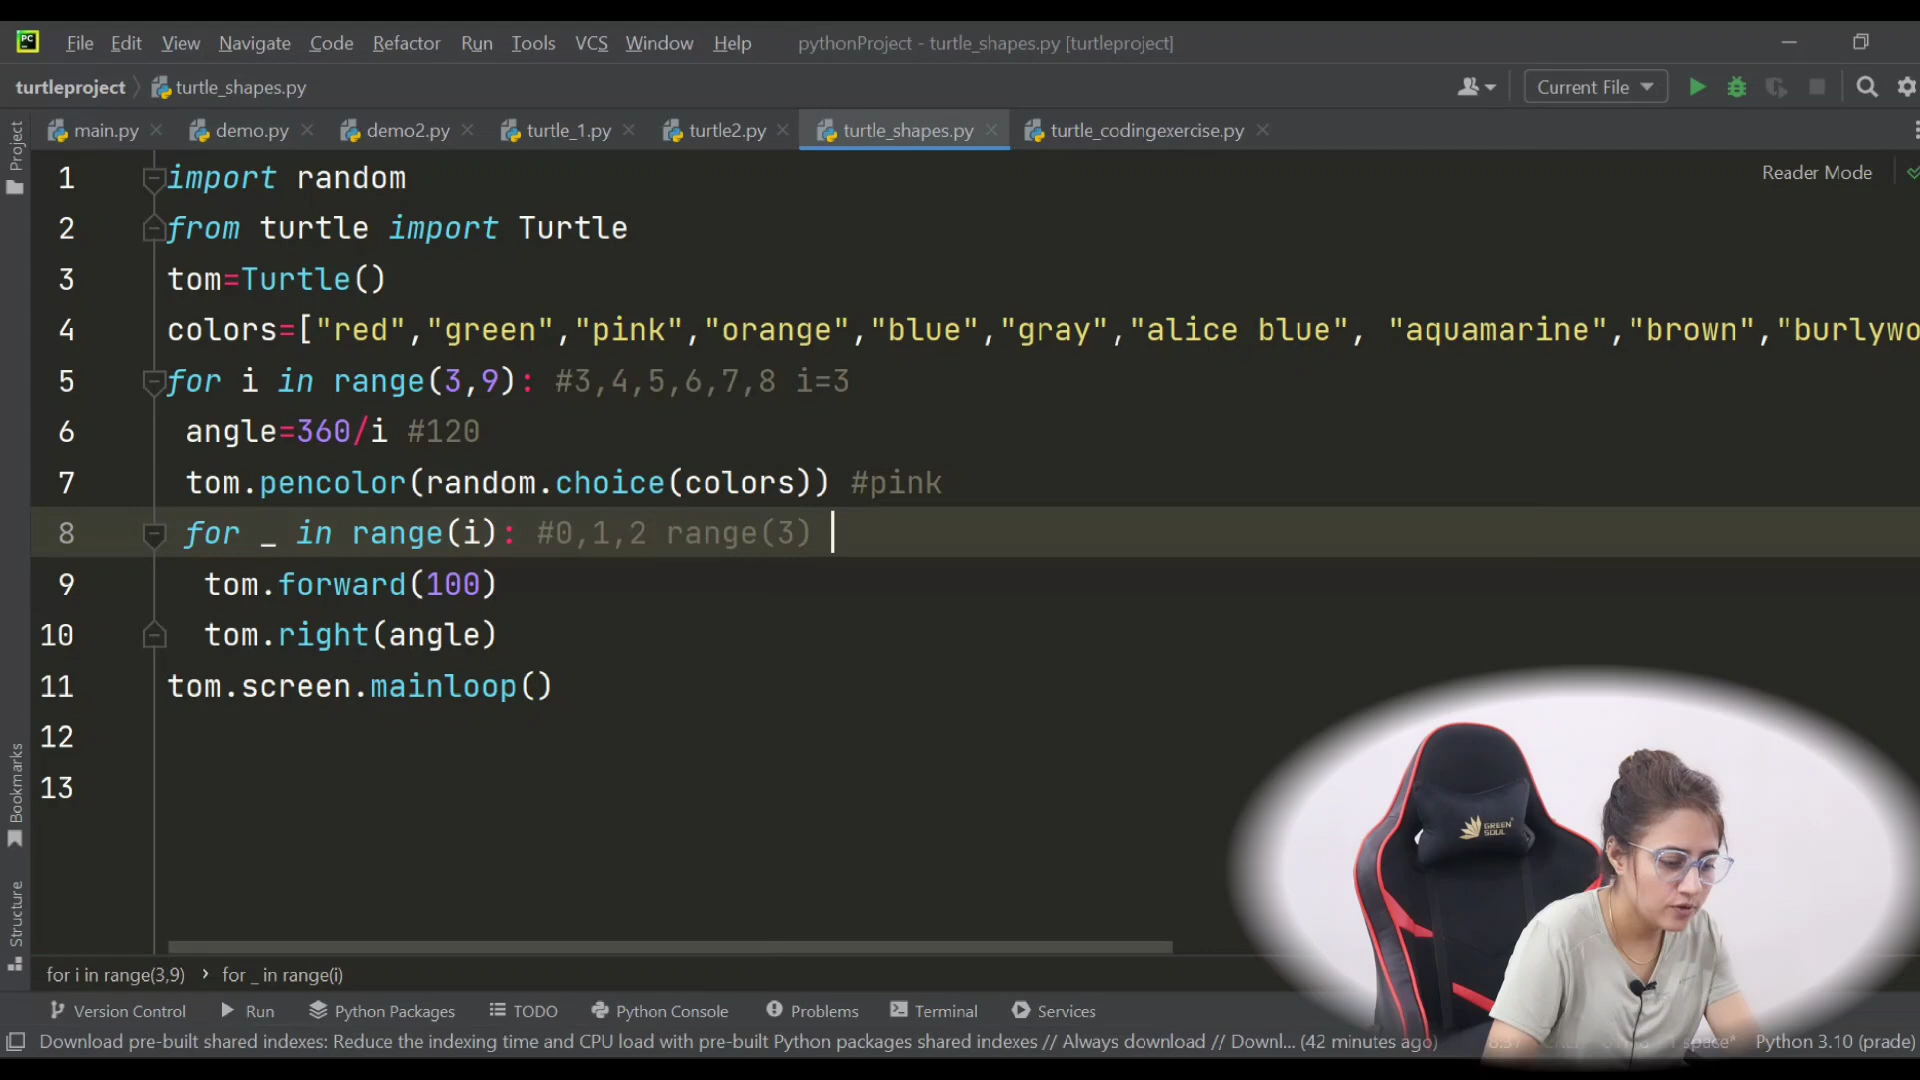 PC File Edit View Navigate Code Refactor Run Tools VCS Window Help pythonProject - turtle_shapes.py [turtleproject]
turtleproject turtle_shapes.py Current File
main.py demo.py demo2.py turtle_1.py turtle2.py turtle_shapes.py turtle_codingexercise.py
Project
Reader Mode
1 import random
2 from turtle import Turtle
3 tom=Turtle()
4 colors=["red","green","pink","orange","blue","gray","alice blue", "aquamarine","brown","burlywo
5 for i in range(3,9): #3,4,5,6,7,8 i=3
6 angle=360/i #120
7 tom.pencolor(random.choice(colors)) #pink
8 for _ in range(i): #0,1,2 range(3)
9 tom.forward(100)
10 tom.right(angle)
11 tom.screen.mainloop()
12
13
Bookmarks
Structure
GREEN
SOUL
for i in range(3,9) › for _ in range(i)
Version Control Run Python Packages TODO Python Console Problems Terminal Services
Download pre-built shared indexes: Reduce the indexing time and CPU load with pre-built Python packages shared indexes // Always download // Downl... (42 minutes ago) Python 3.10 (prade)